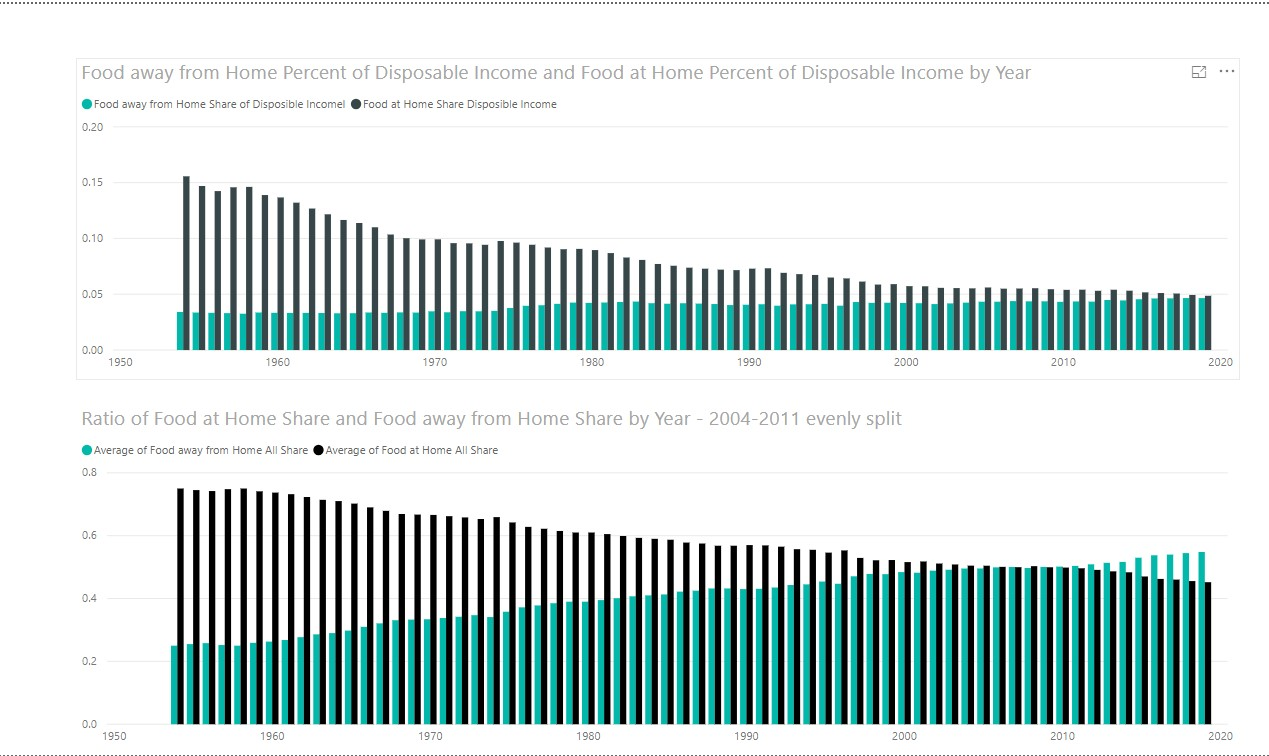 Food away from Home Percent of Disposable Income and Food at Home Percent of Disposable Income by Year
Food away from Home Share of Disposible Incomel Food at Home Share Disposible Income
0.20
0.15
0.10
0.05
0.00
1950 1960 1970 1980 1990 2000 2010 2020
Ratio of Food at Home Share and Food away from Home Share by Year - 2004-2011 evenly split
Average of Food away from Home All Share Average of Food at Home All Share
0.8
0.6
0.4
0.2
0.0
1950 1960 1970 1980 1990 2000 2010 2020